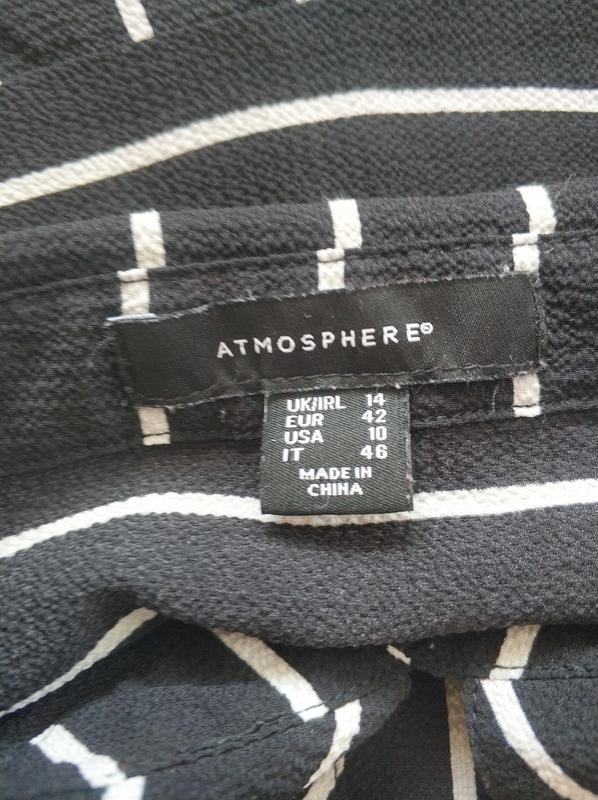 ATMOSPHERE®
UK/IRL 14
EUR 42
USA 10
IT 46
MADE IN
CHINA